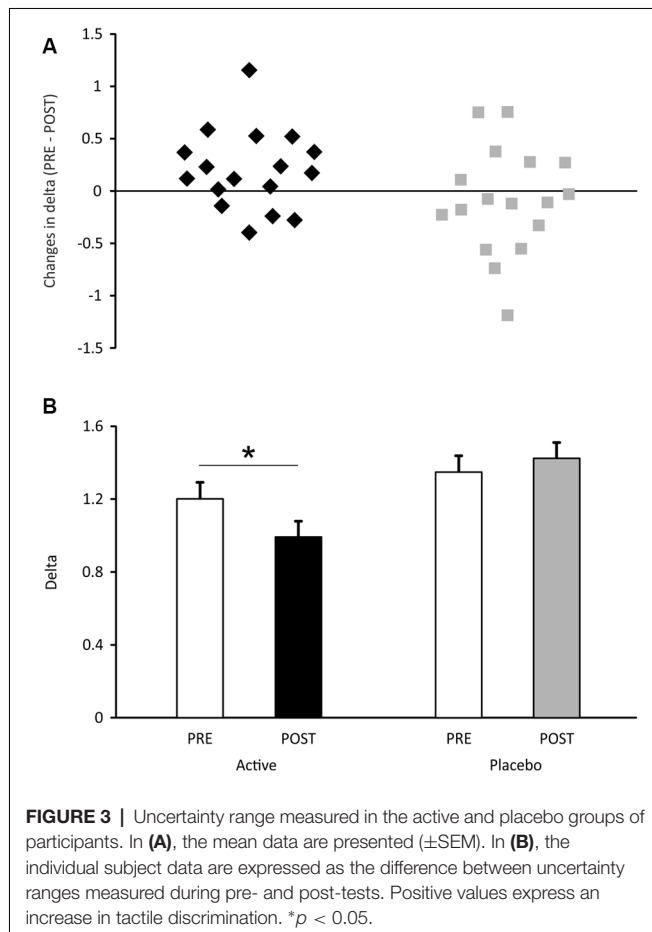 A
1.5
1
0.5
0
-0.5
-1
-1.5
Changes in delta (PRE - POST)
B
1.6
1.2
0.8
0.4
0
Delta
*
PRE POST PRE POST
Active Placebo
FIGURE 3 | Uncertainty range measured in the active and placebo groups of
participants. In (A), the mean data are presented (±SEM). In (B), the
individual subject data are expressed as the difference between uncertainty
ranges measured during pre- and post-tests. Positive values express an
increase in tactile discrimination. *p < 0.05.